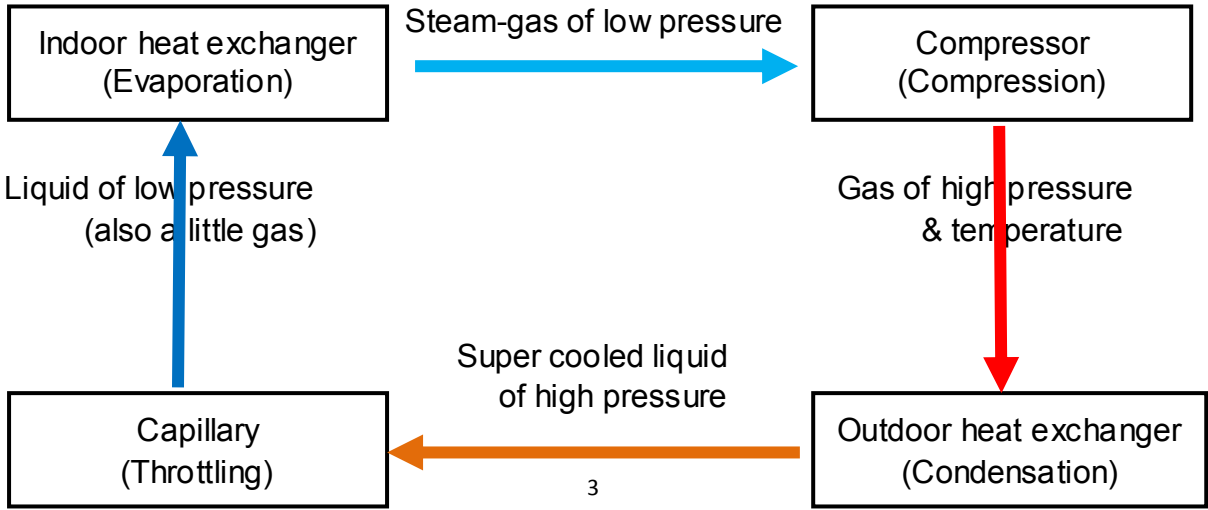 Steam-gas of low pressure
Indoor heat exchanger
(Evaporation)
Compressor
(Compression)
Liquid of low pressure
(also a little gas)
Gas of high pressure
& temperature
Super cooled liquid
of high pressure
Capillary
(Throttling)
Outdoor heat exchanger
(Condensation)
3